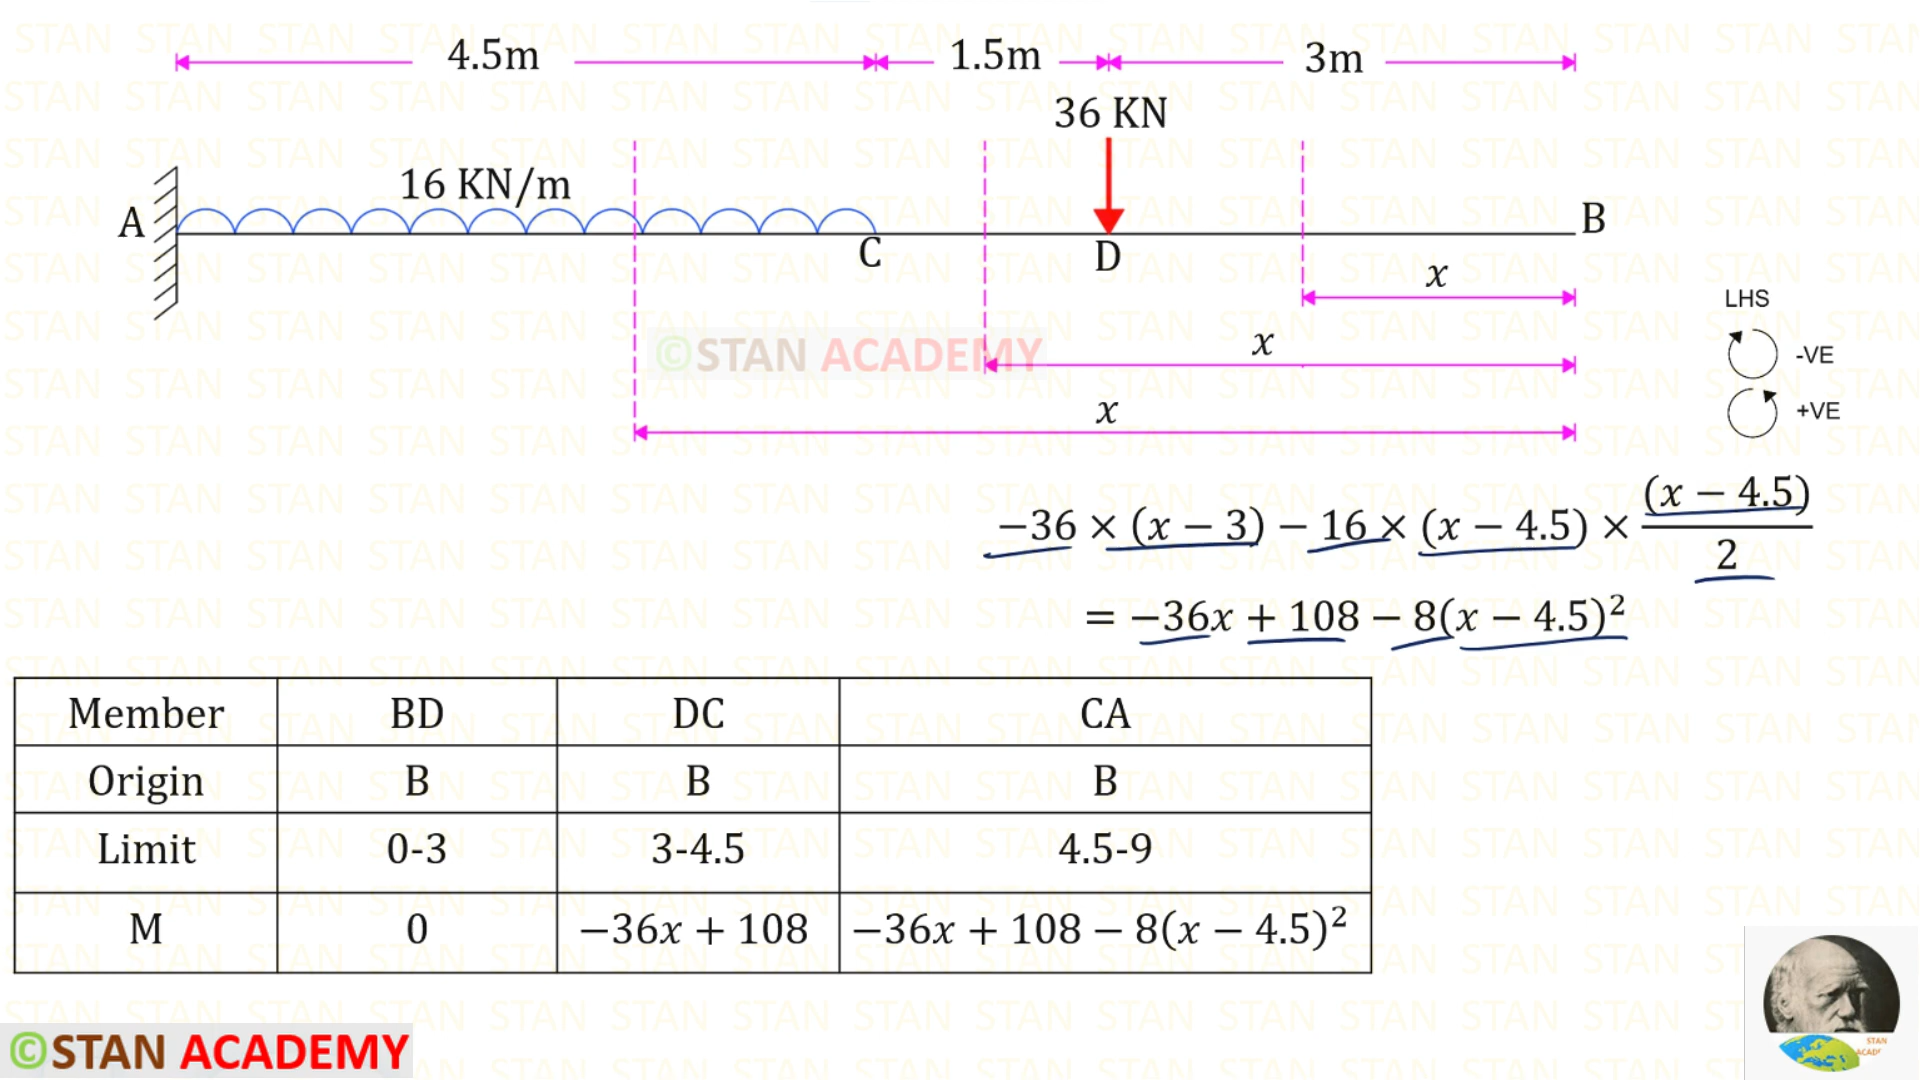 4.5m 1.5m 3m
36 KN
16 KN/m
A C D B
x
x
x
LHS
-VE
+VE
©STAN ACADEMY
−36 × (x − 3) − 16 × (x − 4.5) × (x − 4.5)/2
= −36x + 108 − 8(x − 4.5)²
Member BD DC CA
Origin B B B
Limit 0-3 3-4.5 4.5-9
M 0 −36x + 108 −36x + 108 − 8(x − 4.5)²
©STAN ACADEMY
STAN